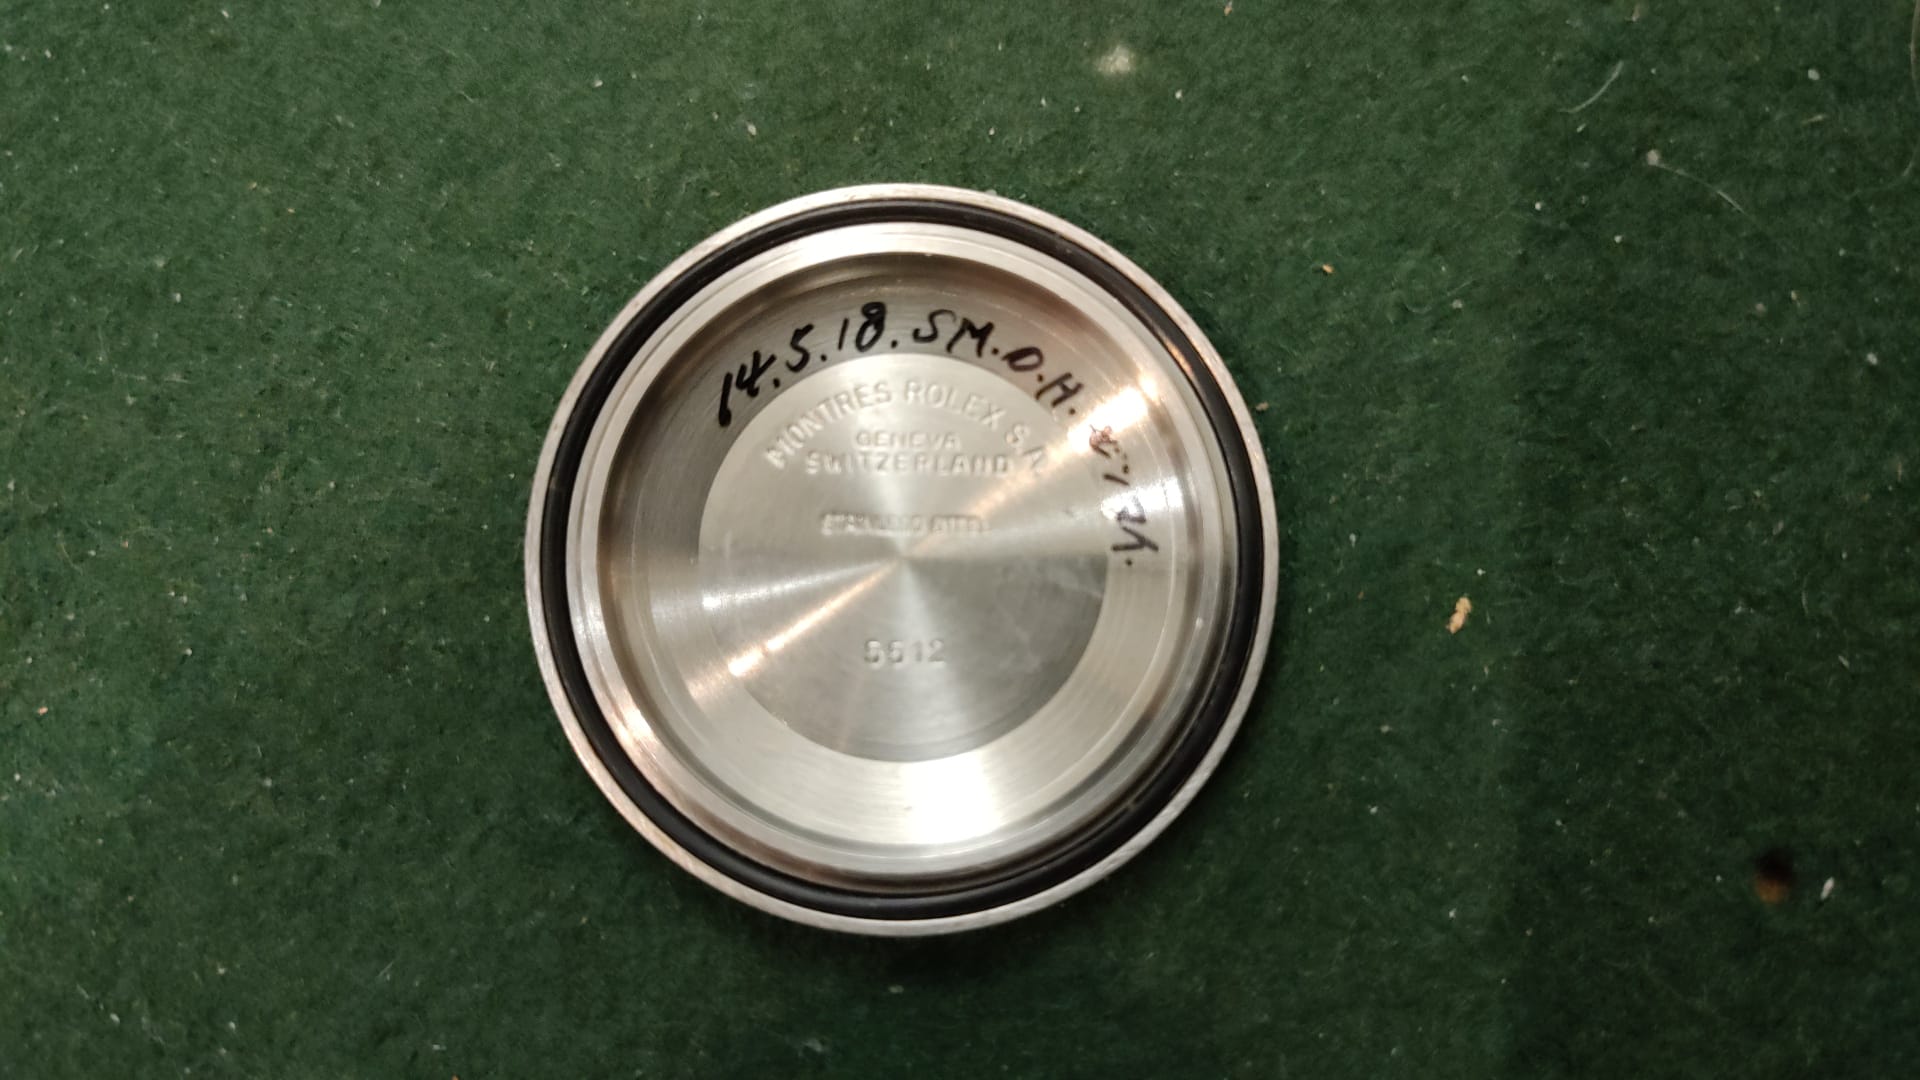 14.5.18.SM.O.H.
MONTRES ROLEX S.A.
GENEVA
SWITZERLAND
STAINLESS STEEL
5512